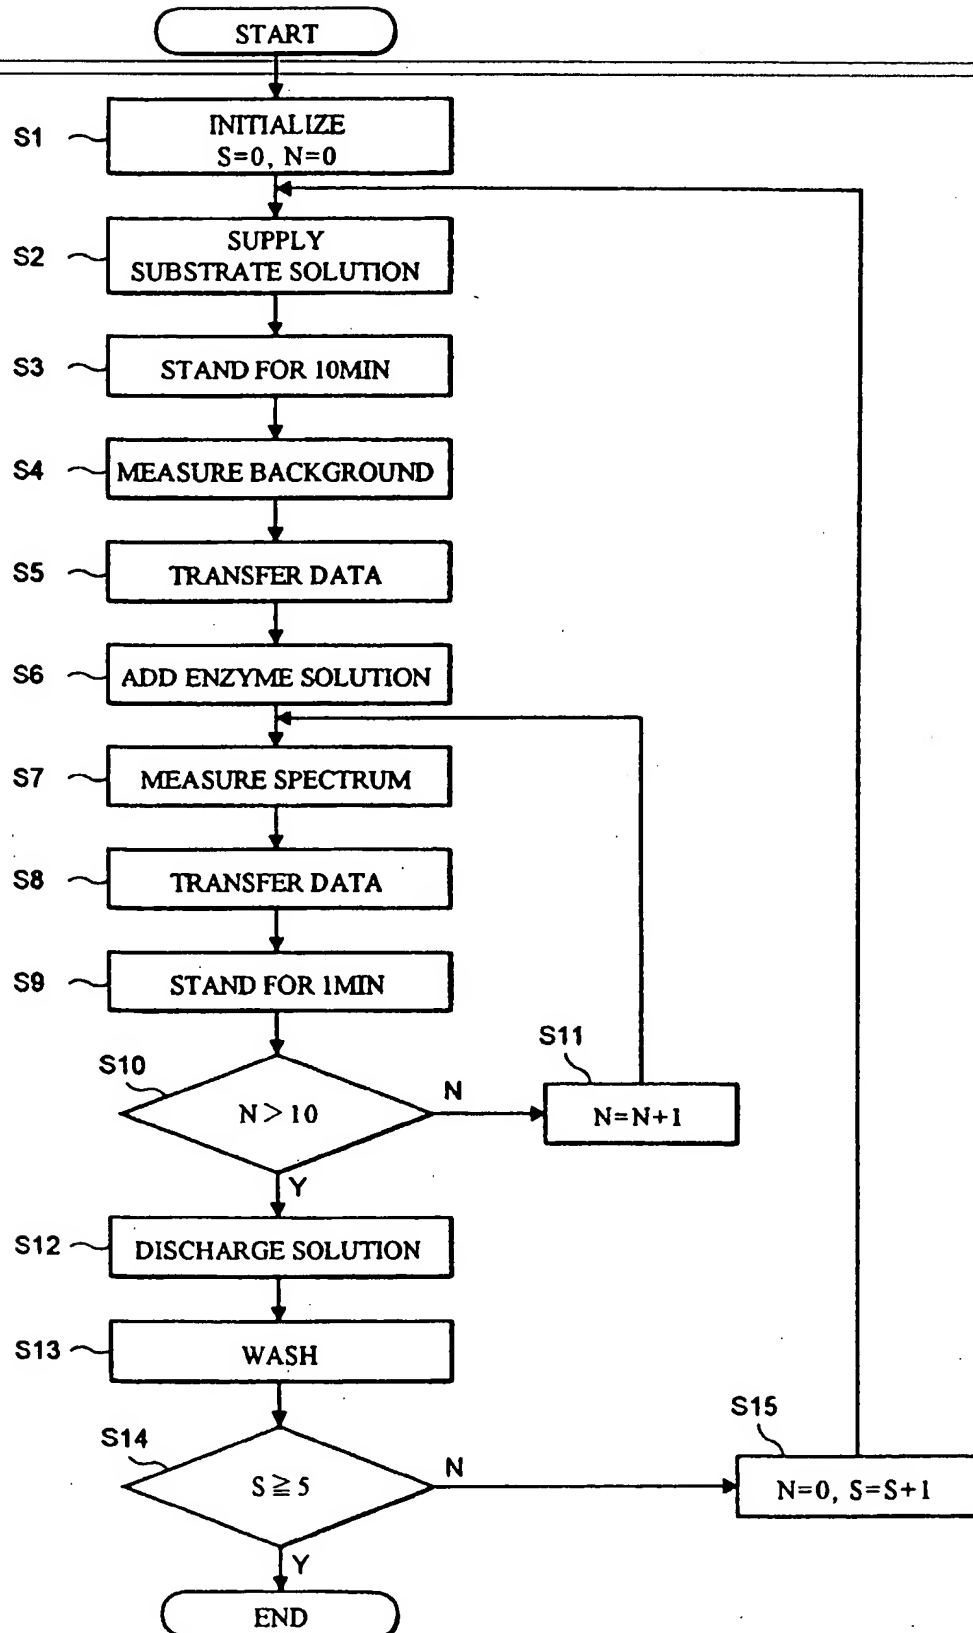 START
S1
INITIALIZE
S=0, N=0
S2
SUPPLY
SUBSTRATE SOLUTION
S3
STAND FOR 10MIN
S4
MEASURE BACKGROUND
S5
TRANSFER DATA
S6
ADD ENZYME SOLUTION
S7
MEASURE SPECTRUM
S8
TRANSFER DATA
S9
STAND FOR 1MIN
S10
N > 10
N
S11
N=N+1
Y
S12
DISCHARGE SOLUTION
S13
WASH
S14
S ≧ 5
N
S15
N=0, S=S+1
Y
END